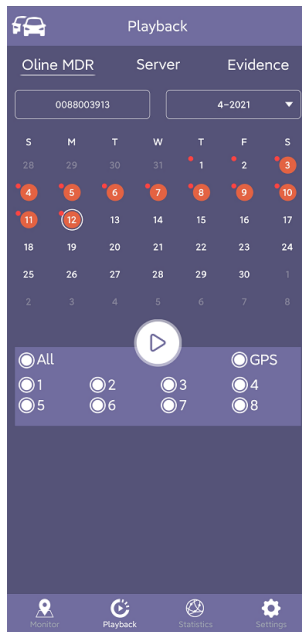 Playback
Oline MDR Server Evidence
0088003913 4-2021
S M T W T F S
28 29 30 31 1 2 3
4 5 6 7 8 9 10
11 12 13 14 15 16 17
18 19 20 21 22 23 24
25 26 27 28 29 30 1
2 3 4 5 6 7 8
All GPS
1 2 3 4
5 6 7 8
Monitor Playback Statistics Settings